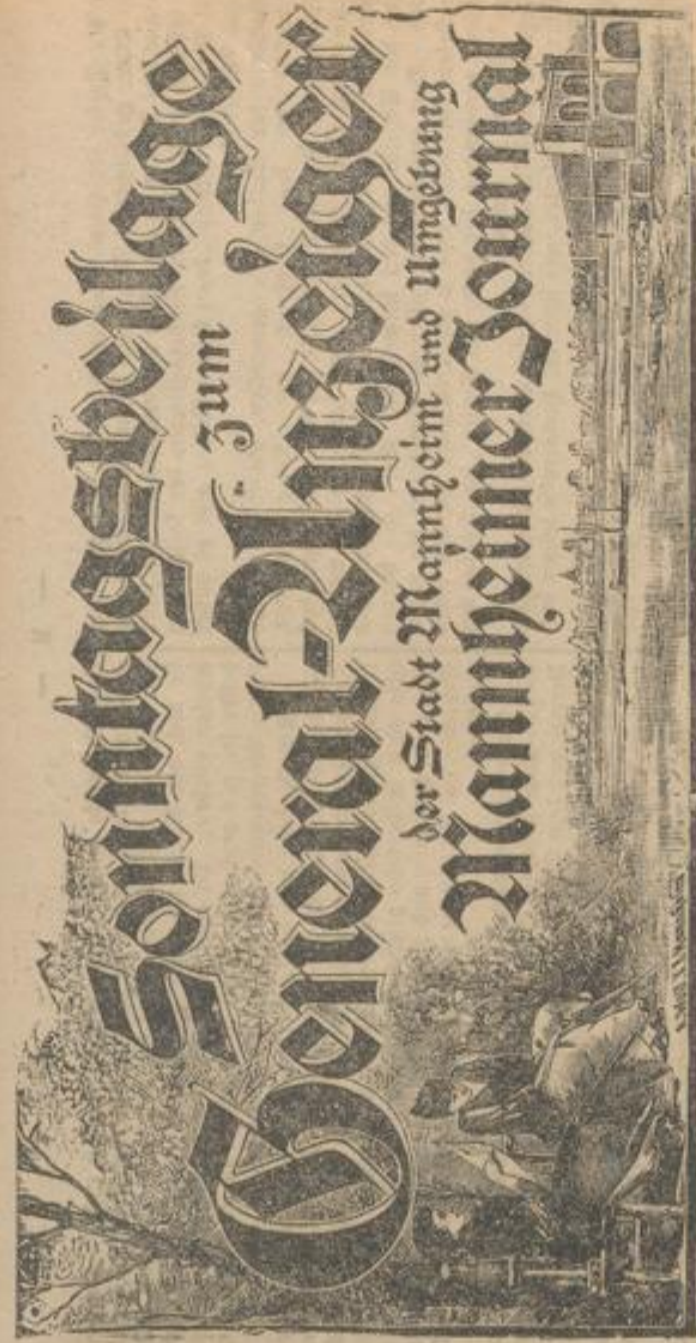 Sonntagsbeilage
zum
General-Anzeiger
der Stadt Mannheim und Umgebung
Mannheimer Journal